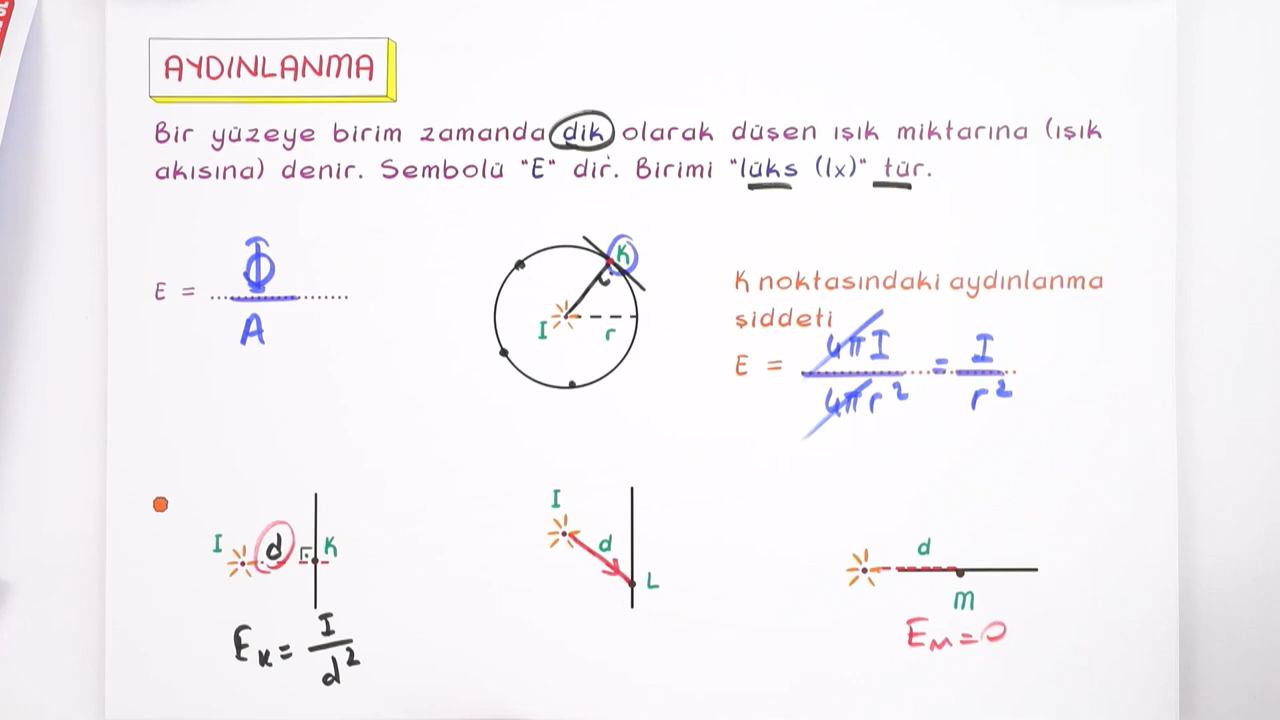 AYDINLANMA
Bir yüzeye birim zamanda dik olarak düşen ışık miktarına (ışık
akısına) denir. Sembolü "E" dir. Birimi "lüks (lx)" tür.
E = Φ / A
K
I
r
K noktasındaki aydınlanma
şiddeti
E = 4πI / 4πr² = I / r²
I d K
E_K = I / d²
I
d
L
d
M
E_M = 0